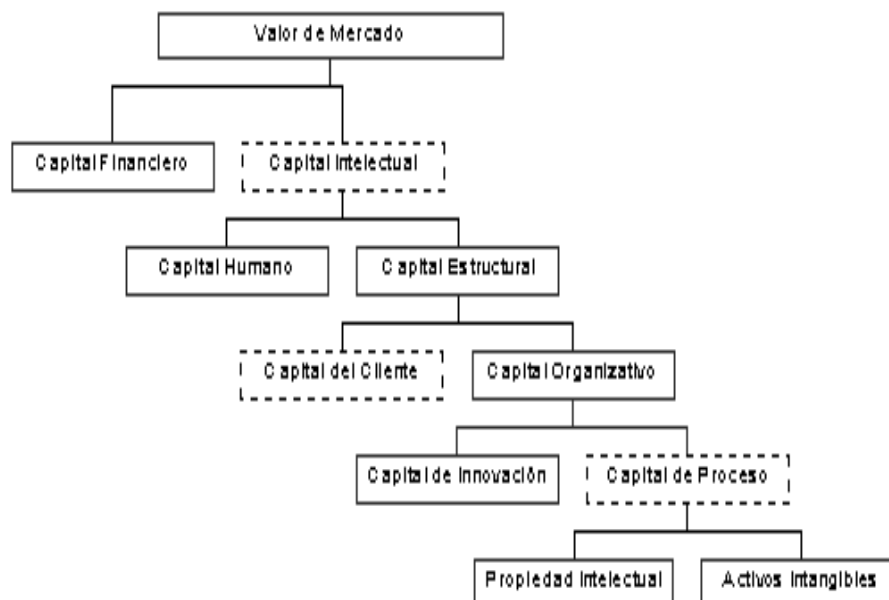 Valor de Mercado
Capital Financiero
Capital Intelectual
Capital Humano
Capital Estructural
Capital del Cliente
Capital Organizativo
Capital de Innovación
Capital de Proceso
Propiedad Intelectual
Activos Intangibles